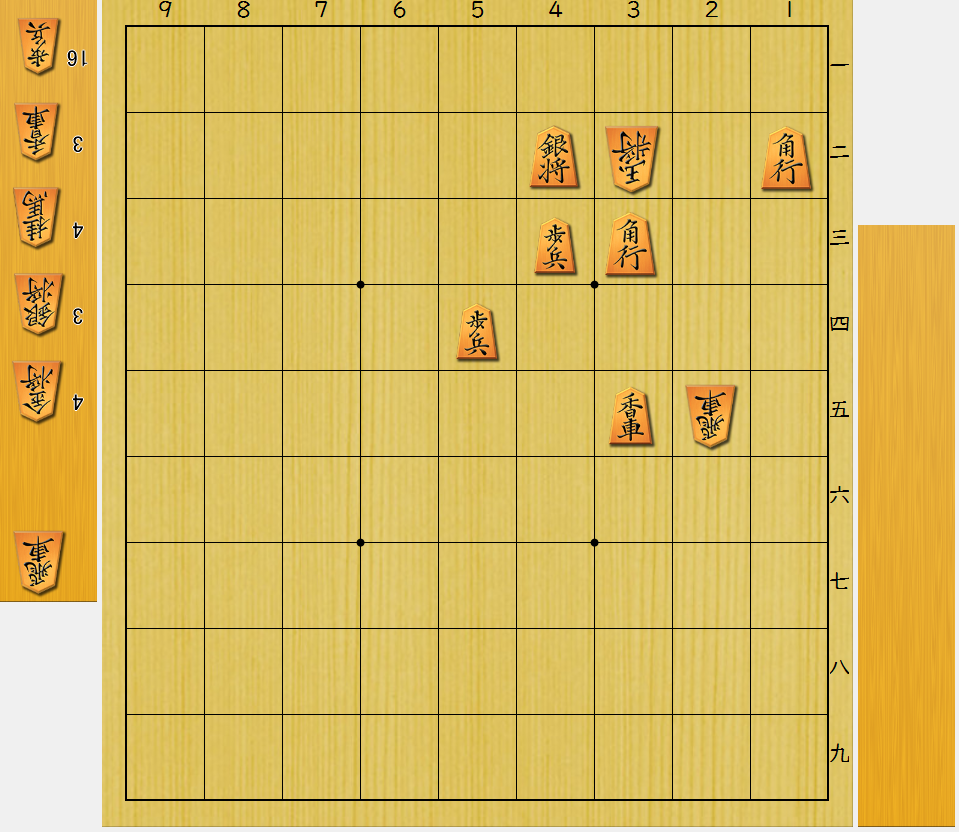 9 8 7 6 5 4 3 2 1
歩兵 16
一
香車 3
銀将 玉将 角行
二
桂馬 4
歩兵 角行
三
銀将 3
歩兵
四
金将 4
香車 飛車
五
六
飛車
七
八
九